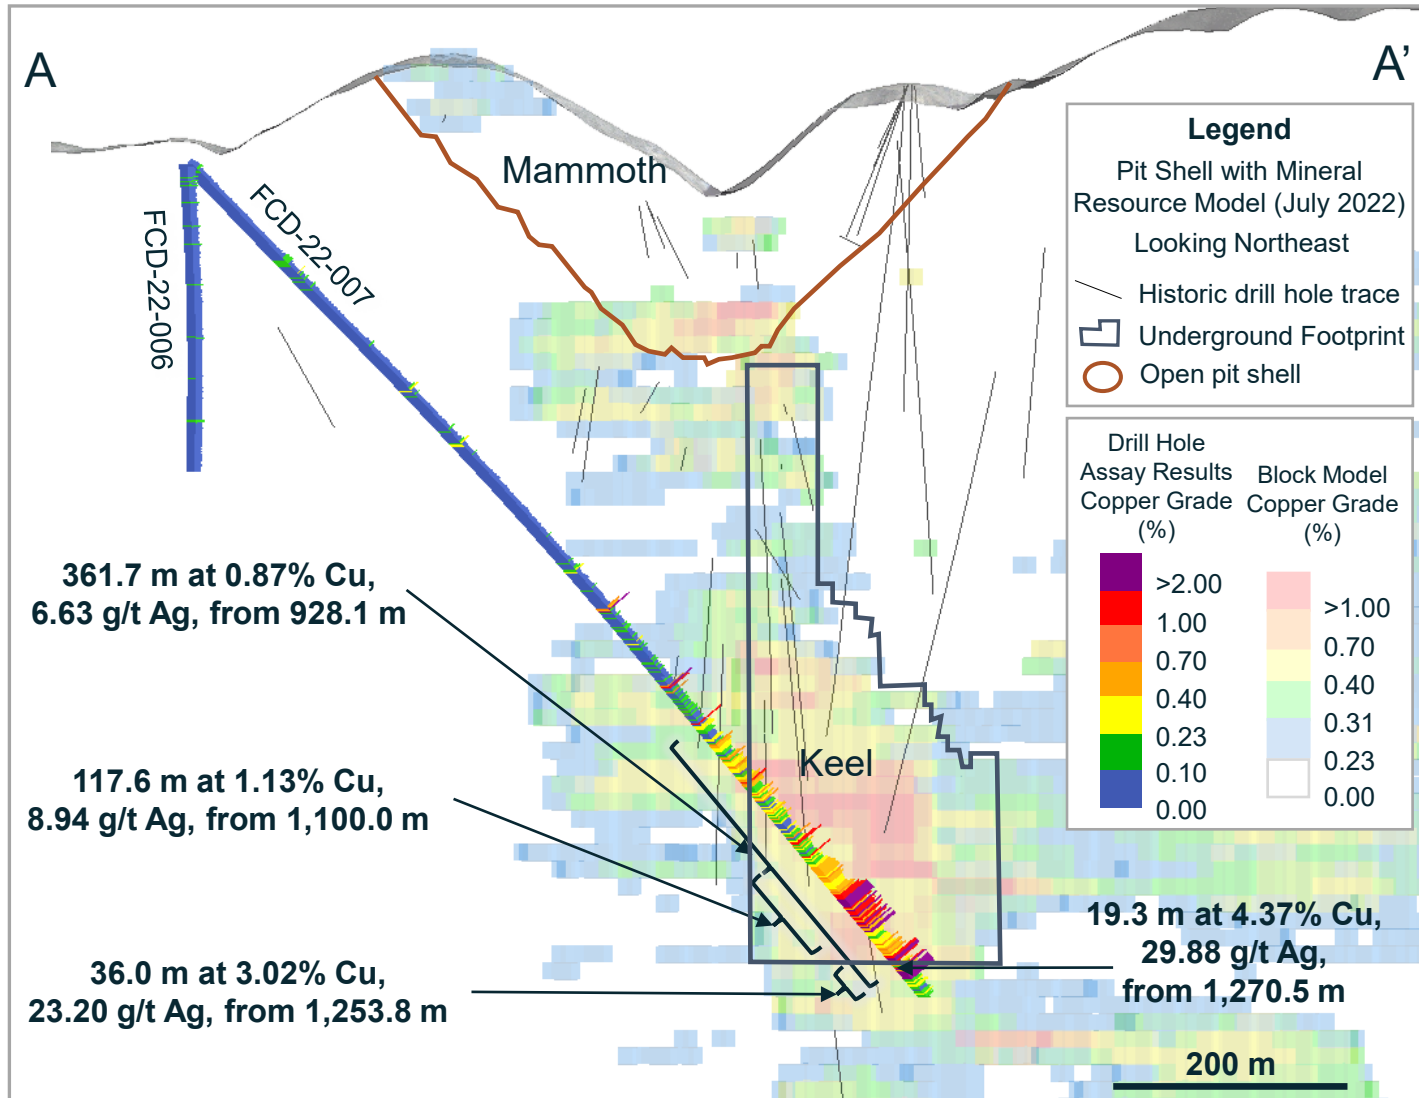 A
A’
Mammoth
FCD-22-006
FCD-22-007
Keel
361.7 m at 0.87% Cu,
6.63 g/t Ag, from 928.1 m
117.6 m at 1.13% Cu,
8.94 g/t Ag, from 1,100.0 m
36.0 m at 3.02% Cu,
23.20 g/t Ag, from 1,253.8 m
19.3 m at 4.37% Cu,
29.88 g/t Ag,
from 1,270.5 m
200 m
Legend
Pit Shell with Mineral
Resource Model (July 2022)
Looking Northeast
Historic drill hole trace
Underground Footprint
Open pit shell
Drill Hole
Assay Results
Copper Grade
(%)
>2.00
1.00
0.70
0.40
0.23
0.10
0.00
Block Model
Copper Grade
(%)
>1.00
0.70
0.40
0.31
0.23
0.00